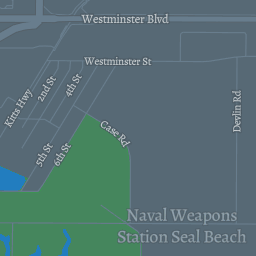 Westminster Blvd
Westminster St
Kitts Hwy
2nd St
4th St
Devlin Rd
Case Rd
5th St
6th St
Naval Weapons
Station Seal Beach